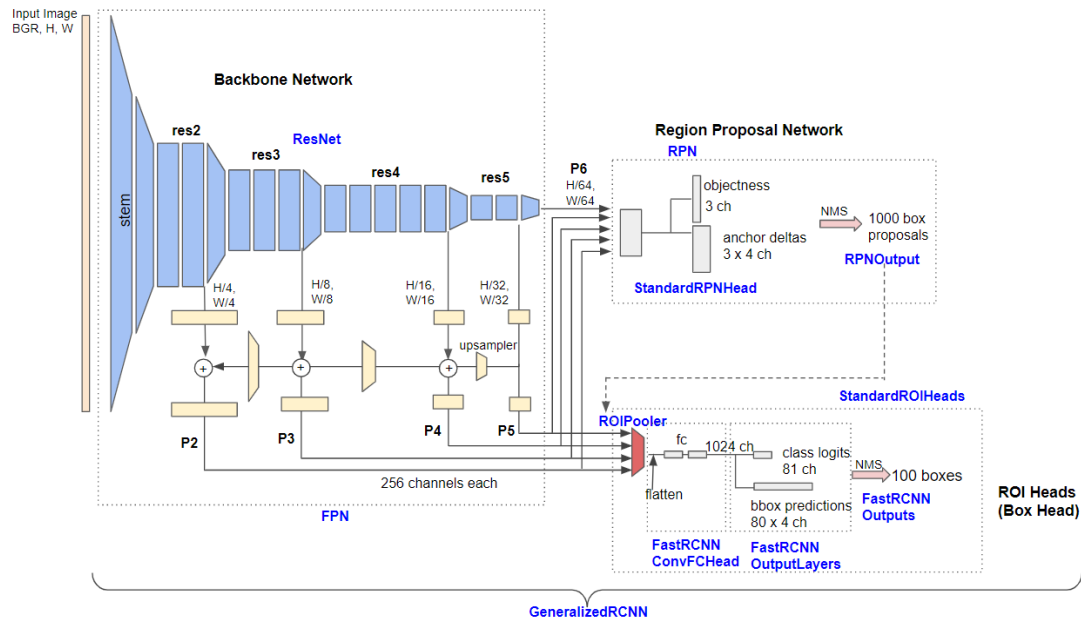 Input Image
BGR, H, W
Backbone Network
ResNet
stem
res2
res3
res4
res5
H/4,
W/4
H/8,
W/8
H/16,
W/16
H/32,
W/32
upsampler
+
+
+
P2
P3
P4
P5
256 channels each
FPN
P6
H/64,
W/64
Region Proposal Network
RPN
objectness
3 ch
anchor deltas
3 x 4 ch
StandardRPNHead
NMS
1000 box
proposals
RPNOutput
StandardROIHeads
ROIPooler
flatten
fc
1024 ch
class logits
81 ch
bbox predictions
80 x 4 ch
FastRCNN
ConvFCHead
FastRCNN
OutputLayers
NMS
100 boxes
FastRCNN
Outputs
ROI Heads
(Box Head)
GeneralizedRCNN